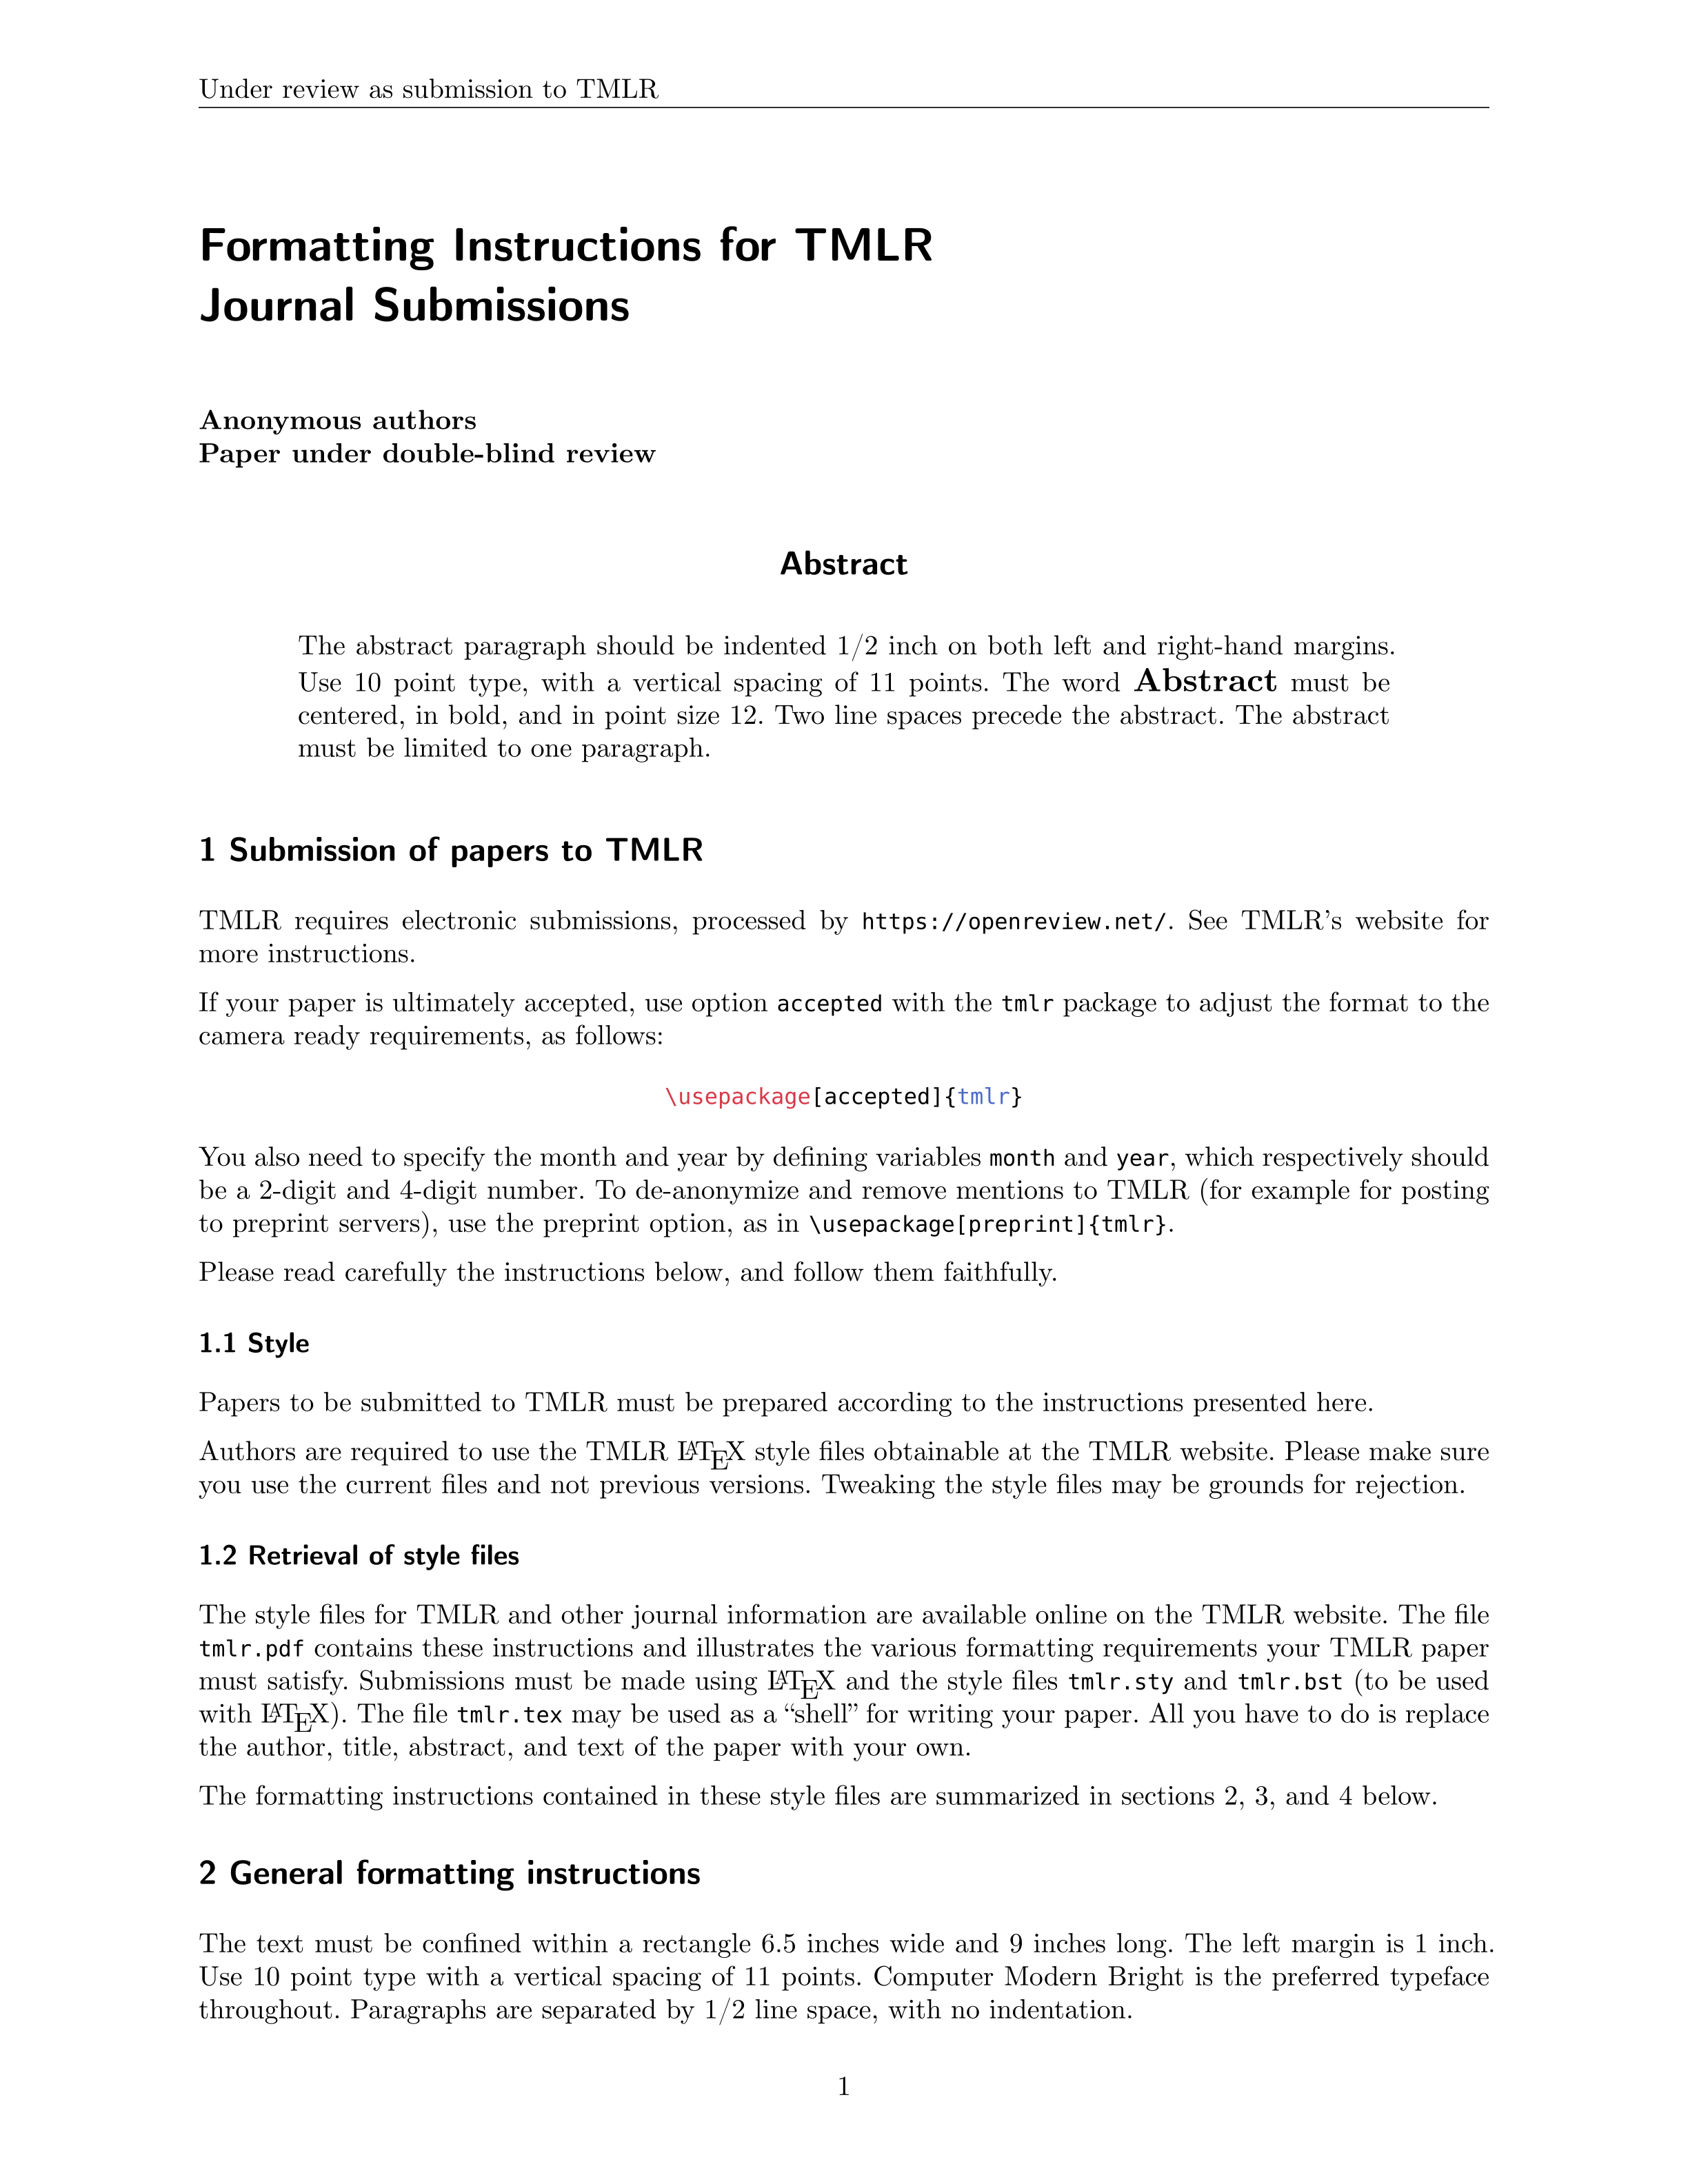 Under review as submission to TMLR
Formatting Instructions for TMLR
Journal Submissions
Anonymous authors
Paper under double-blind review
Abstract
The abstract paragraph should be indented 1/2 inch on both left and right-hand margins.
Use 10 point type, with a vertical spacing of 11 points. The word Abstract must be
centered, in bold, and in point size 12. Two line spaces precede the abstract. The abstract
must be limited to one paragraph.
1 Submission of papers to TMLR
TMLR requires electronic submissions, processed by https://openreview.net/. See TMLR’s website for
more instructions.
If your paper is ultimately accepted, use option accepted with the tmlr package to adjust the format to the
camera ready requirements, as follows:
\usepackage[accepted]{tmlr}
You also need to specify the month and year by defining variables month and year, which respectively should
be a 2-digit and 4-digit number. To de-anonymize and remove mentions to TMLR (for example for posting
to preprint servers), use the preprint option, as in \usepackage[preprint]{tmlr}.
Please read carefully the instructions below, and follow them faithfully.
1.1 Style
Papers to be submitted to TMLR must be prepared according to the instructions presented here.
Authors are required to use the TMLR LATEX style files obtainable at the TMLR website. Please make sure
you use the current files and not previous versions. Tweaking the style files may be grounds for rejection.
1.2 Retrieval of style files
The style files for TMLR and other journal information are available online on the TMLR website. The file
tmlr.pdf contains these instructions and illustrates the various formatting requirements your TMLR paper
must satisfy. Submissions must be made using LATEX and the style files tmlr.sty and tmlr.bst (to be used
with LATEX). The file tmlr.tex may be used as a “shell” for writing your paper. All you have to do is replace
the author, title, abstract, and text of the paper with your own.
The formatting instructions contained in these style files are summarized in sections 2, 3, and 4 below.
2 General formatting instructions
The text must be confined within a rectangle 6.5 inches wide and 9 inches long. The left margin is 1 inch.
Use 10 point type with a vertical spacing of 11 points. Computer Modern Bright is the preferred typeface
throughout. Paragraphs are separated by 1/2 line space, with no indentation.
1